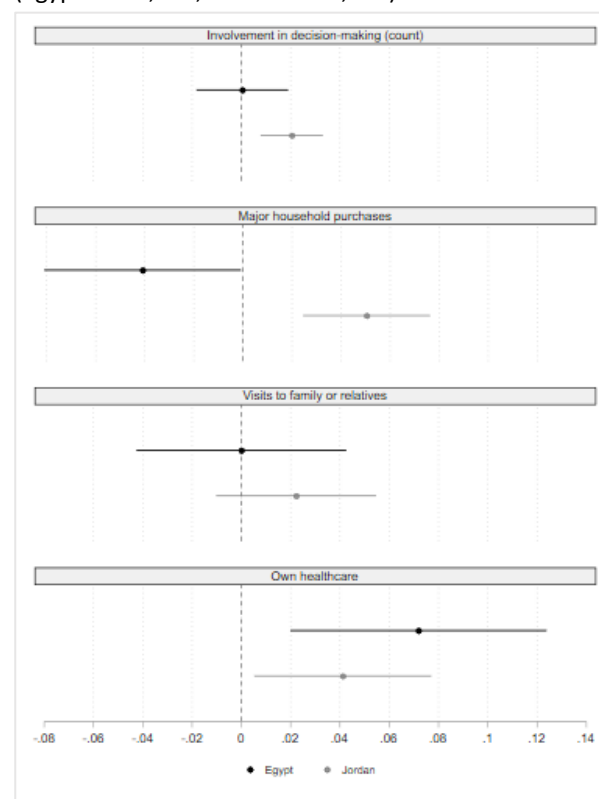 Involvement in decision-making (count)
Major household purchases
Visits to family or relatives
Own healthcare
-.08 -.06 -.04 -.02 0 .02 .04 .06 .08 .1 .12 .14
Egypt Jordan